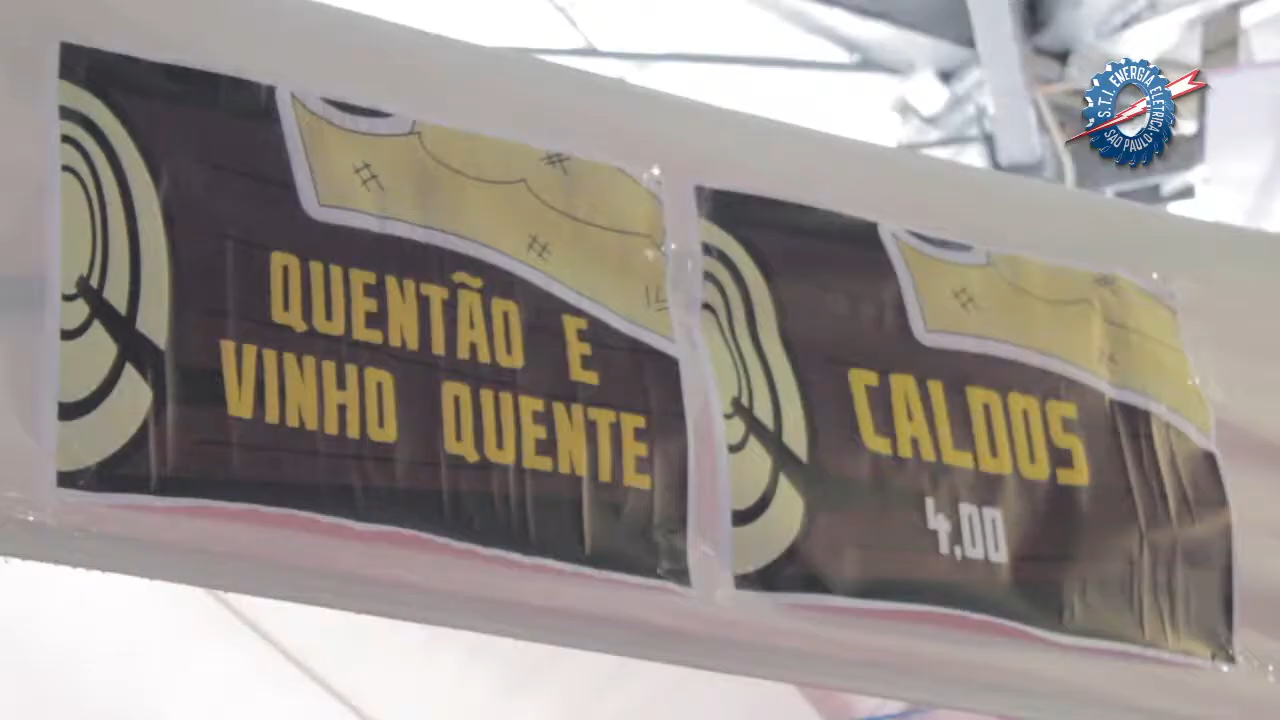 S.T.I. ENERGIA ELÉTRICA
SÃO PAULO
QUENTÃO E
VINHO QUENTE
CALDOS
4,00